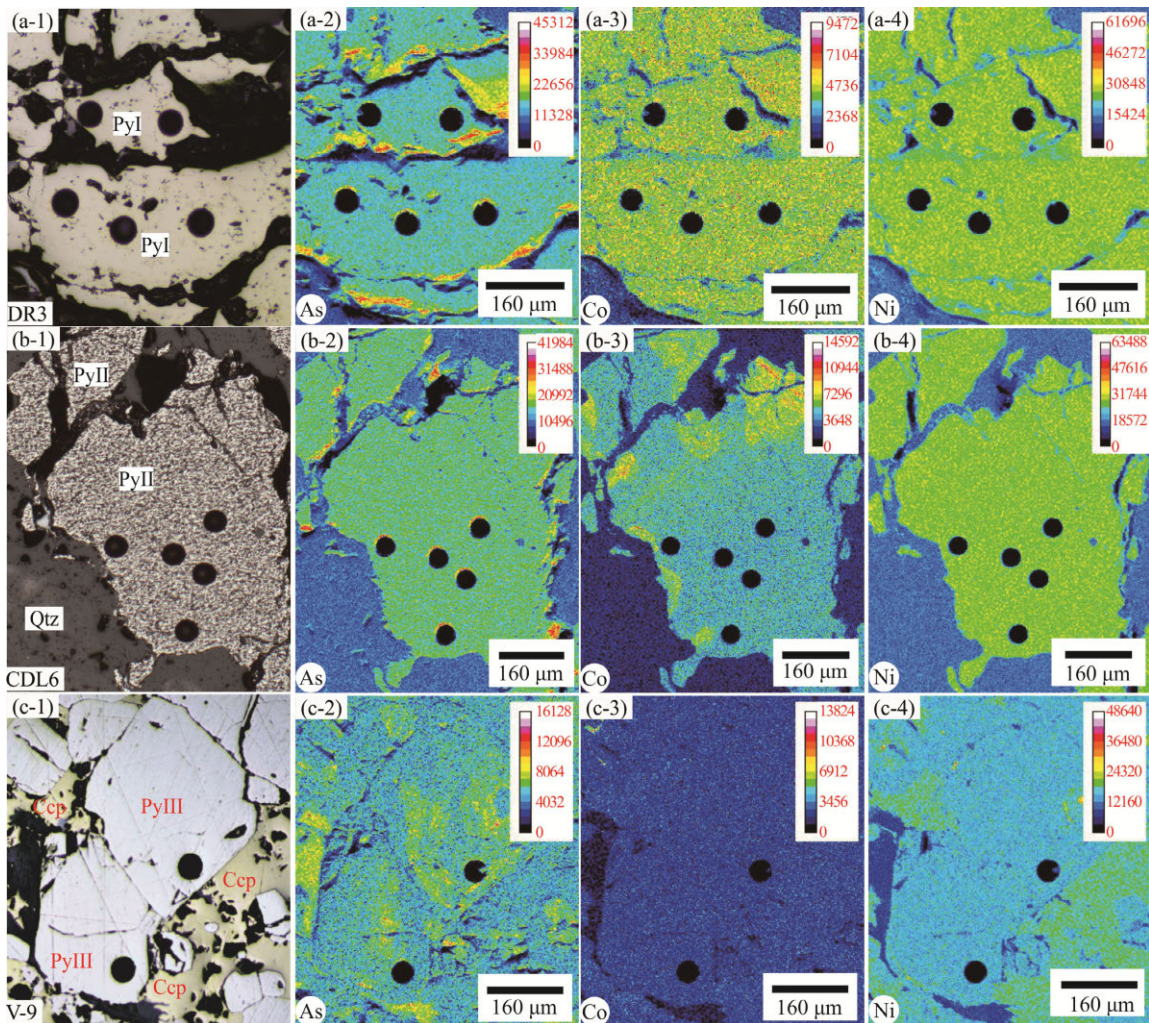 (a-1)
PyI
PyI
DR3
(a-2)
45312
33984
22656
11328
0
160 μm
As
(a-3)
9472
7104
4736
2368
0
160 μm
Co
(a-4)
61696
46272
30848
15424
0
160 μm
Ni
(b-1)
PyII
PyII
Qtz
CDL6
(b-2)
41984
31488
20992
10496
0
160 μm
As
(b-3)
14592
10944
7296
3648
0
160 μm
Co
(b-4)
63488
47616
31744
18572
0
160 μm
Ni
(c-1)
Ccp
PyIII
Ccp
PyIII
Ccp
V-9
(c-2)
16128
12096
8064
4032
0
160 μm
As
(c-3)
13824
10368
6912
3456
0
160 μm
Co
(c-4)
48640
36480
24320
12160
0
160 μm
Ni